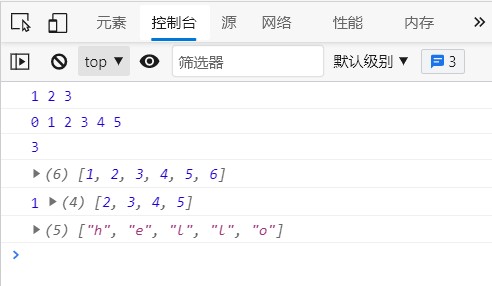 元素 控制台 源 网络 性能 内存 »
top ▼ 筛选器 默认级别 ▼ 3
1 2 3
0 1 2 3 4 5
3
▶(6) [1, 2, 3, 4, 5, 6]
1 ▶(4) [2, 3, 4, 5]
▶(5) ["h", "e", "l", "l", "o"]
>